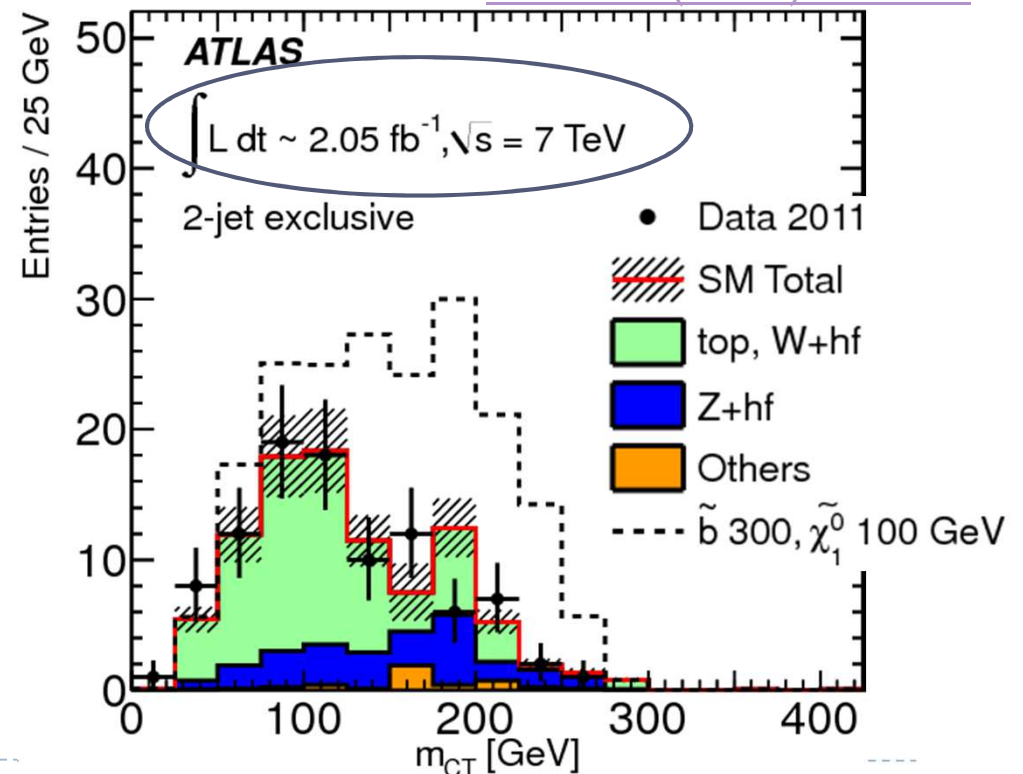 ATLAS
∫ L dt ~ 2.05 fb⁻¹, √s = 7 TeV
2-jet exclusive
Entries / 25 GeV
50
40
30
20
10
0
Data 2011
SM Total
top, W+hf
Z+hf
Others
b̃ 300, χ̃⁰₁ 100 GeV
0 100 200 300 400
m_CT [GeV]